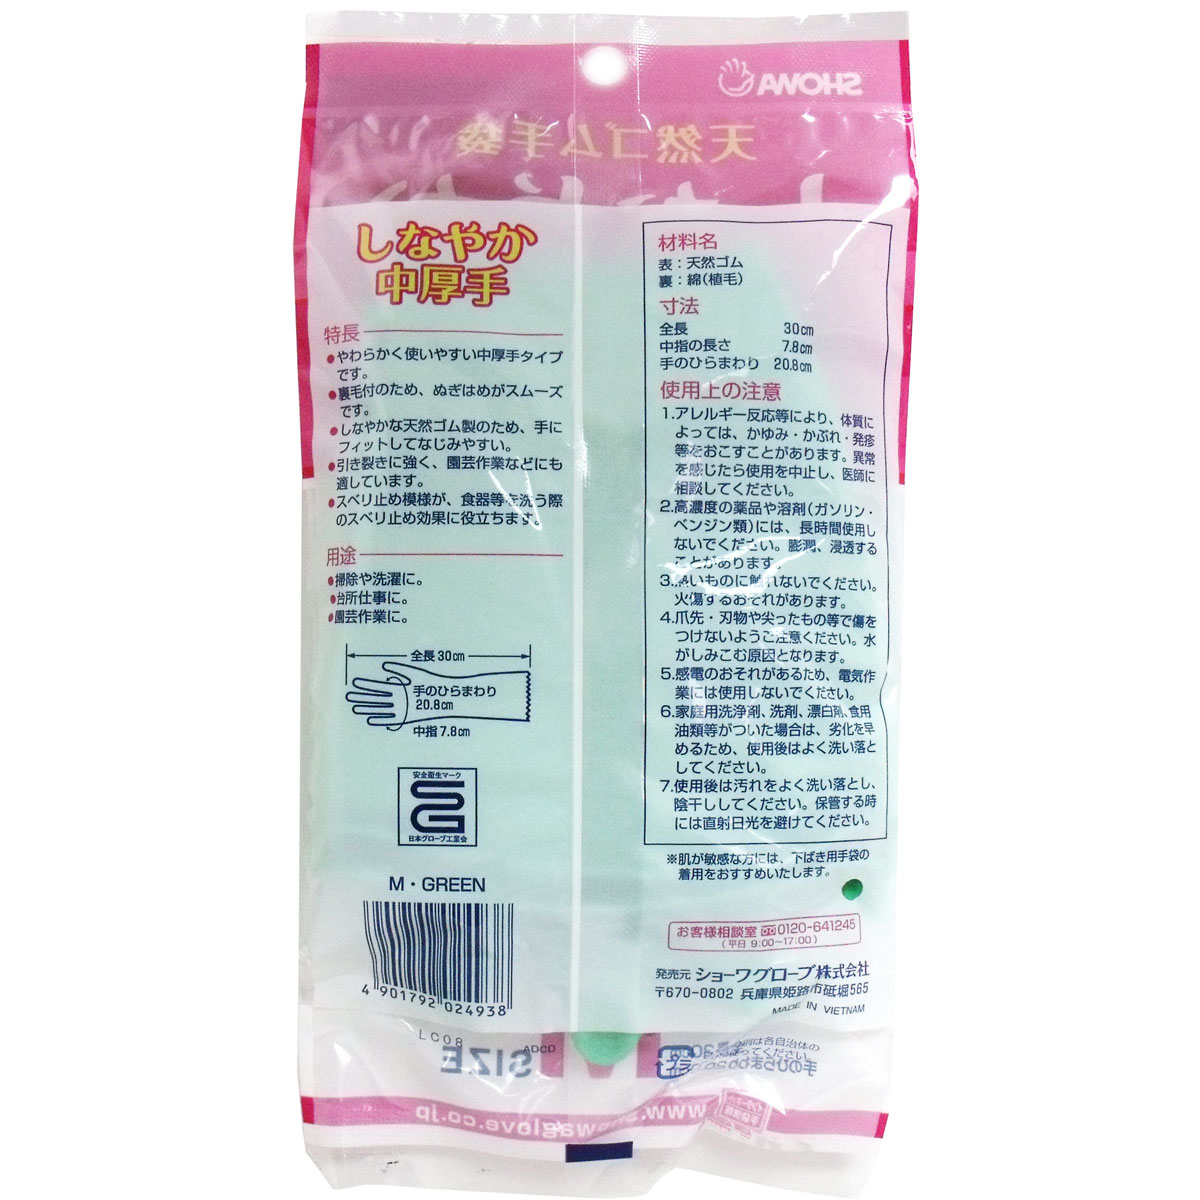 SHOWA
天然ゴム手袋
しなやか
中厚手
特長
●やわらかく使いやすい中厚手タイプ
です。
●裏毛付のため、ぬぎはめがスムーズ
です。
●しなやかな天然ゴム製のため、手に
フィットしてなじみやすい。
●引き裂きに強く、園芸作業などにも
適しています。
●スベリ止め模様が、食器等を洗う際
のスベリ止め効果に役立ちます。
用途
●掃除や洗濯に。
●台所仕事に。
●園芸作業に。
全長30cm
手のひらまわり
20.8cm
中指7.8cm
安全衛生マーク
SG
日本グローブ工業会
M・GREEN
4 901792 024938
材料名
表：天然ゴム
裏：綿(植毛)
寸法
全長 30cm
中指の長さ 7.8cm
手のひらまわり 20.8cm
使用上の注意
1.アレルギー反応等により、体質に
よっては、かゆみ・かぶれ・発疹
等をおこすことがあります。異常
を感じたら使用を中止し、医師に
相談してください。
2.高濃度の薬品や溶剤(ガソリン・
ベンジン類)には、長時間使用し
ないでください。膨潤、浸透する
ことがあります。
3.熱いものに触れないでください。
火傷するおそれがあります。
4.爪先・刃物や尖ったもの等で傷を
つけないようご注意ください。水
がしみこむ原因となります。
5.感電のおそれがあるため、電気作
業には使用しないでください。
6.家庭用洗浄剤、洗剤、漂白剤、食用
油類等がついた場合は、劣化を早
めるため、使用後はよく洗い落と
してください。
7.使用後は汚れをよく洗い落とし、
陰干ししてください。保管する時
には直射日光を避けてください。
※肌が敏感な方には、下ばき用手袋の
着用をおすすめいたします。
お客様相談室 0120-641245
(平日 9:00～17:00)
発売元 ショーワグローブ株式会社
〒670-0802 兵庫県姫路市砥堀565
MADE IN VIETNAM
LC08
ADCD
M
SIZE
プラ